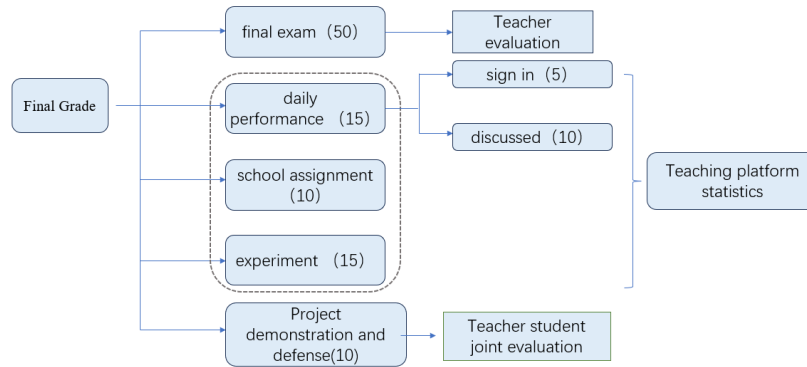 final exam （50）
Teacher
evaluation
Final Grade
daily
performance （15）
sign in （5）
discussed （10）
school assignment
（10）
experiment （15）
Teaching platform
statistics
Project
demonstration and
defense(10)
Teacher student
joint evaluation